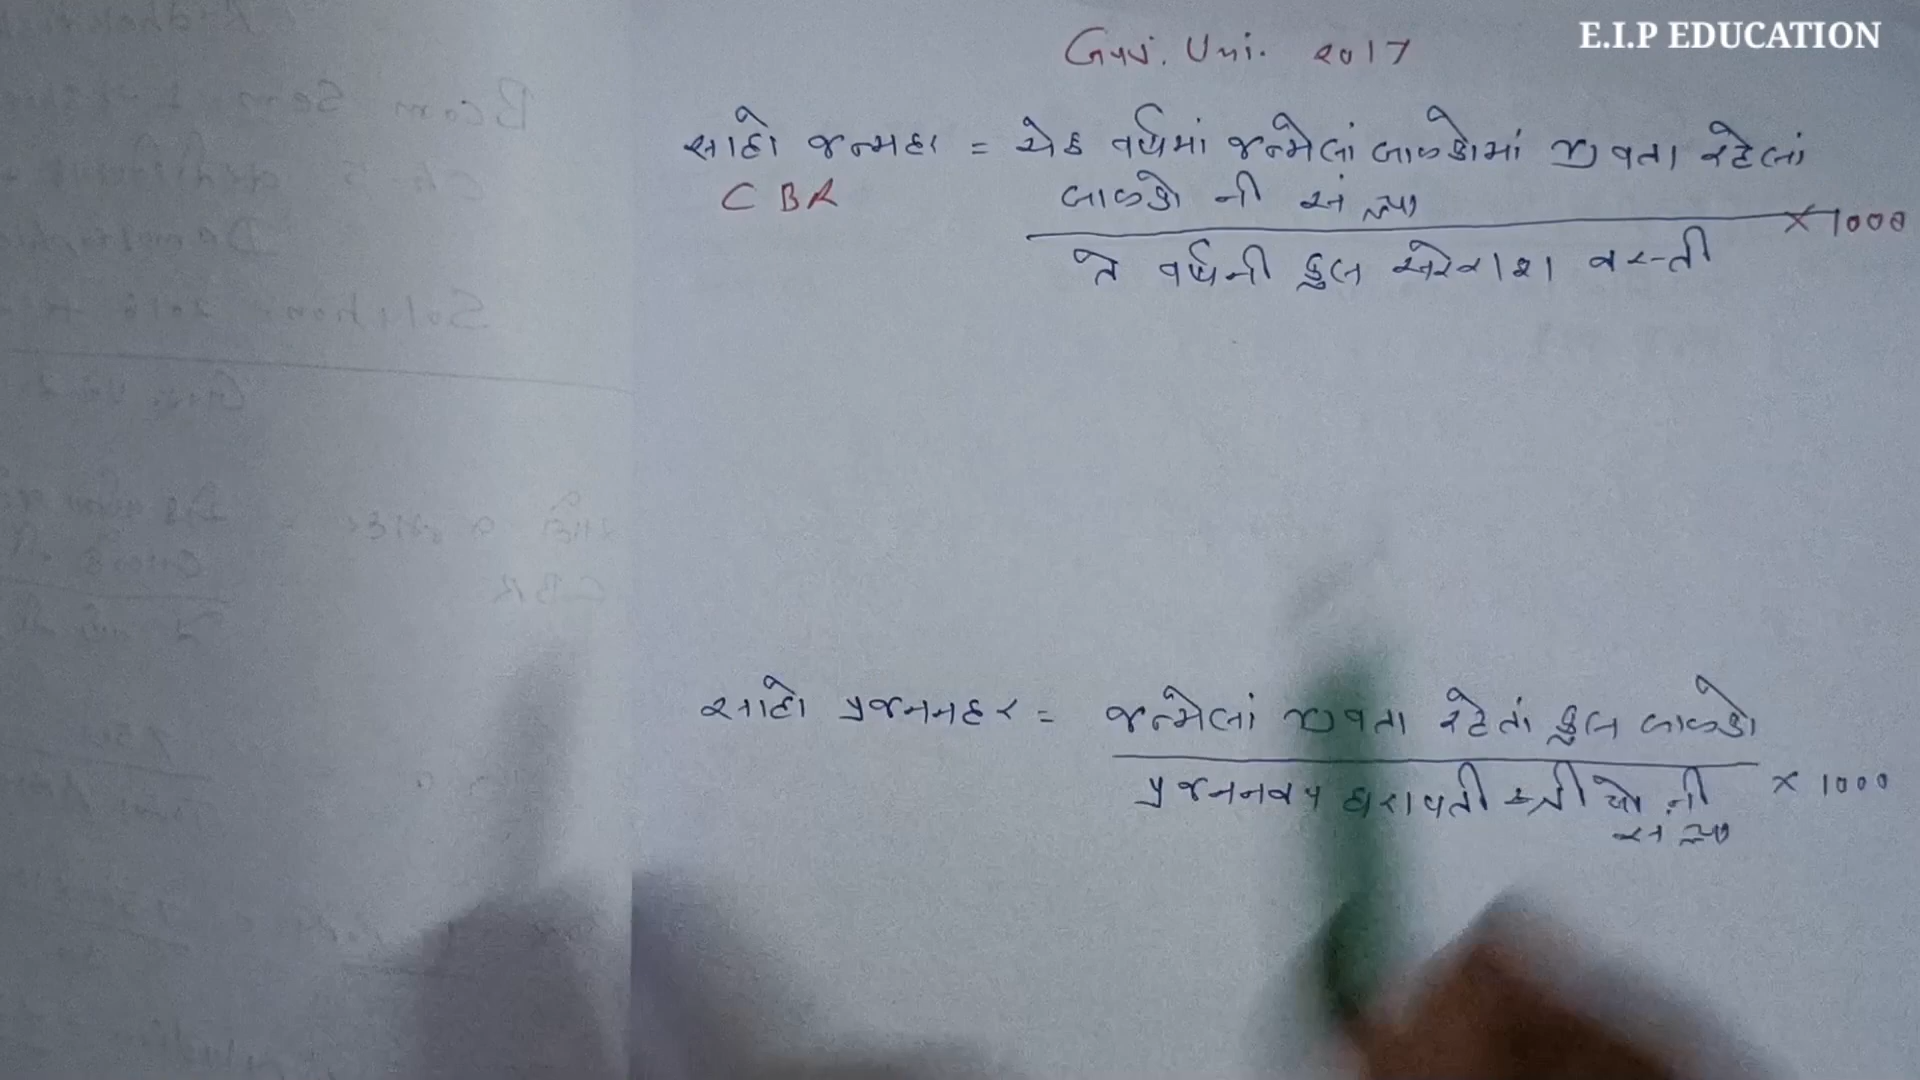 E.I.P EDUCATION
Guj. Uni. 2017
સાદો જન્મદર = એક વર્ષમાં જન્મેલાં બાળકોમાં જીવતા રહેલાં
CBR બાળકો ની સંખ્યા × 1000
તે વર્ષની કુલ સરેરાશ વસ્તી
સાદો પ્રજનનદર = જન્મેલાં જીવતા રહેતાં કુલ બાળકો
પ્રજનનવય ધરાવતી સ્ત્રીઓ ની × 1000
સંખ્યા